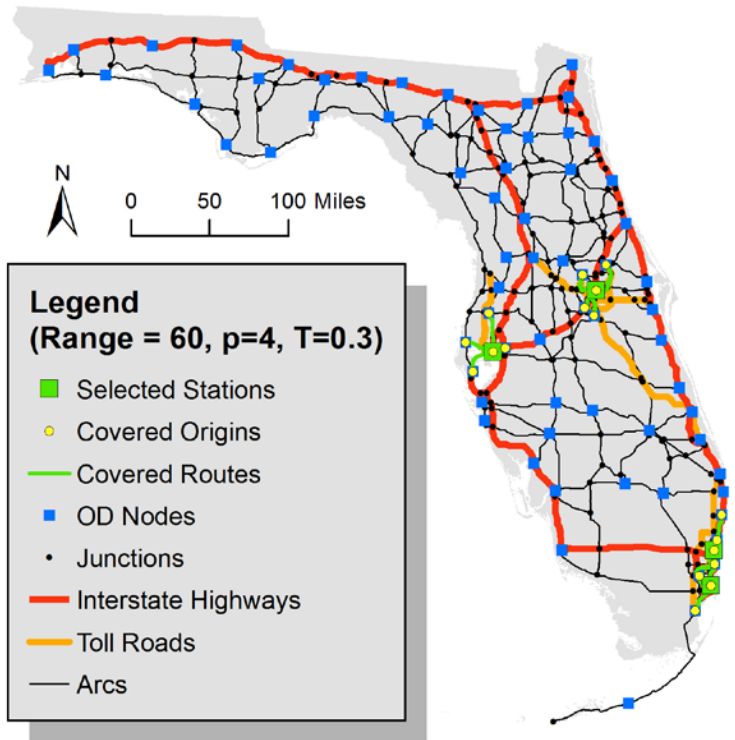 N
0 50 100 Miles
Legend
(Range = 60, p=4, T=0.3)
Selected Stations
Covered Origins
Covered Routes
OD Nodes
Junctions
Interstate Highways
Toll Roads
Arcs